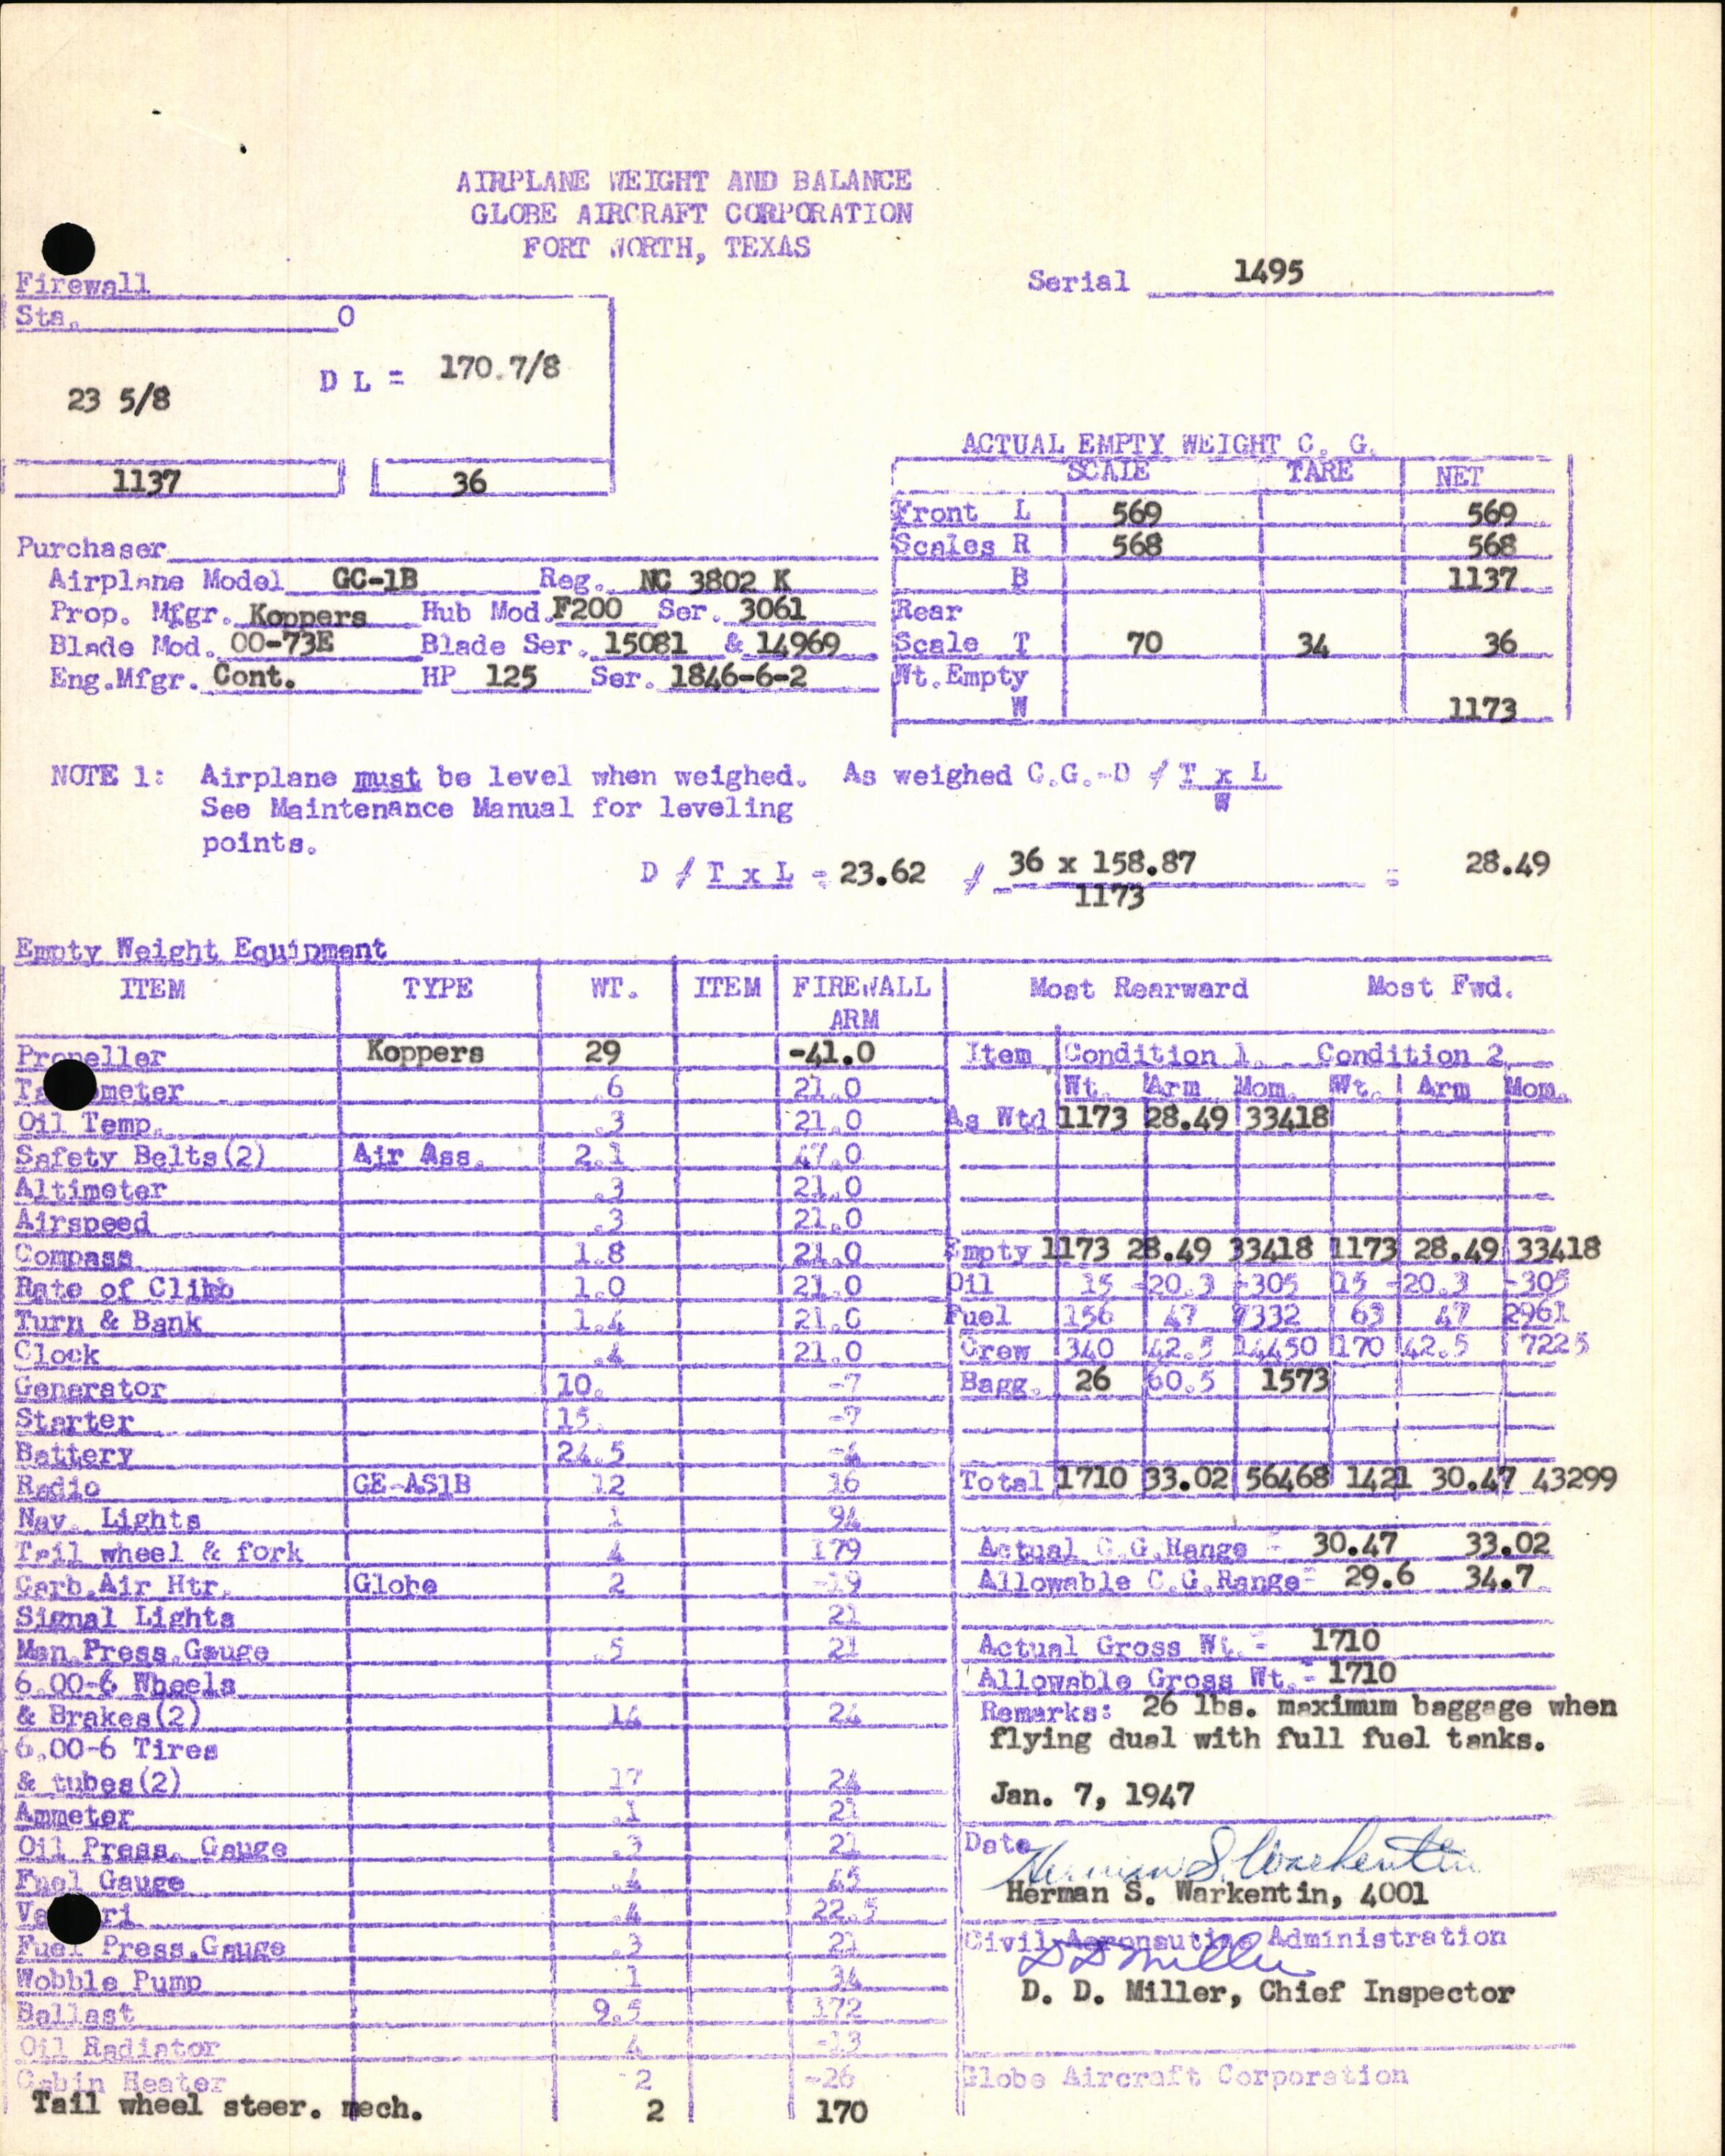 AIRPLANE WEIGHT AND BALANCE
GLOBE AIRCRAFT CORPORATION
FORT WORTH, TEXAS
Serial 1495
Firewall
Sta. 0
D L = 170.7/8
23 5/8
1137 36
ACTUAL EMPTY WEIGHT C. G.
SCALE TARE NET
Front L 569 569
Scales R 568 568
B 1137
Rear
Scale T 70 34 36
Wt.Empty
W 1173
Purchaser
Airplane Model GC-1B Reg. NC 3802 K
Prop. Mfgr. Koppers Hub Mod. F200 Ser. 3061
Blade Mod. 00-73E Blade Ser. 15081 & 14969
Eng.Mfgr. Cont. HP 125 Ser. 1846-6-2
NOTE 1: Airplane must be level when weighed. As weighed C.G.-D / T x L
W
See Maintenance Manual for leveling
points.
D / T x L = 23.62 / 36 x 158.87 = 28.49
1173
Empty Weight Equipment
ITEM TYPE WT. ITEM FIREWALL
ARM
Propeller Koppers 29 -41.0
meter .6 21.0
Oil Temp. .3 21.0
Safety Belts(2) Air Ass. 2.1 47.0
Altimeter .3 21.0
Airspeed .3 21.0
Compass 1.8 21.0
Rate of Climb 1.0 21.0
Turn & Bank 1.4 21.0
Clock .4 21.0
Generator 10. -7
Starter 15. -7
Battery 24.5 -4
Radio GE-AS1B 12 16
Nav. Lights 1 94
Tail wheel & fork 4 179
Carb.Air Htr. Globe 2 -19
Signal Lights 21
Man.Press.Gauge .5 21
6.00-6 Wheels
& Brakes(2) 14 24
6.00-6 Tires
& tubes(2) 17 24
Ammeter .1 21
Oil Press. Gauge .3 21
Fuel Gauge .4 45
ri .4 22.5
Fuel Press.Gauge .3 21
Wobble Pump 1 34
Ballast 9.5 172
Oil Radiator 4 -13
Cabin Heater 2 -26
Tail wheel steer. mech. 2 170
Most Rearward Most Fwd.
Item Condition 1. Condition 2
Wt. Arm Mom. Wt. Arm Mom.
As Wtd 1173 28.49 33418
Empty 1173 28.49 33418 1173 28.49 33418
Oil 15 -20.3 -305 15 -20.3 -305
Fuel 156 47 7332 63 47 2961
Crew 340 42.5 14450 170 42.5 7225
Bagg. 26 60.5 1573
Total 1710 33.02 56468 1421 30.47 43299
Actual C.G.Range = 30.47 33.02
Allowable C.G.Range= 29.6 34.7
Actual Gross Wt. = 1710
Allowable Gross Wt.= 1710
Remarks: 26 lbs. maximum baggage when
flying dual with full fuel tanks.
Jan. 7, 1947
Date
Herman S. Warkentin
Herman S. Warkentin, 4001
Civil Aeronautics Administration
D D Miller
D. D. Miller, Chief Inspector
Globe Aircraft Corporation